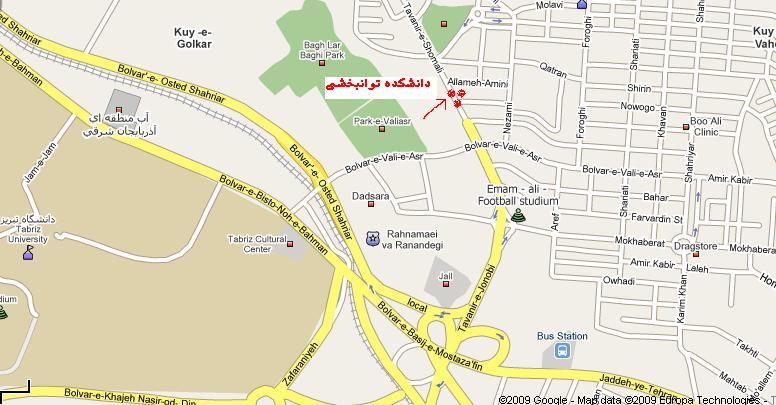 Molavi
Kuy -e-
Golkar
Tavanir-e-Shomali
Foroghi
Shariati
Bagh Lar
Baghi Park
Bolvar-e- Osted Shahriar
Qatran
Allameh-Amini
Shirin
دانشکده توانبخشی
Nezami
Nowogo
Foroghi
Khavan
Boo Ali
Clinic
آب منطقه ای
آذربایجان شرقی
Park-e-Valiasr
Bolvar-e-Vali-e-Asr
Bolvar-e-Vali-e-Asr
Bolvar'-e- Osted Shahriar
Jam-e-Jam
Bolvar-e-Bisto-Noh-e-Bahman
Shahriyar
Amir Kabir
Dadsara
Emam - ali -
Football studium
Aref
Shariati
Bahar
Farvardin St
دانشگاه تبریز
Tabriz
University
Tabriz Cultural
Center
Rahnamaei
va Ranandegi
Mokhaberat
Mokhaberat
Dragstore
Amir Kabir
Laleh
Owhadi
Jail
Karim Khan
Tavanir-e-Jonobi
local
Bolvar-e-Basij-e-Mostaza'fin
Bus Station
Takhti
Zafaraniyeh
Jaddeh-ye-Tehran
Bolvar-e-Khajeh Nasir-od- Din
©2009 Google - Map data ©2009 Europa Technologies -